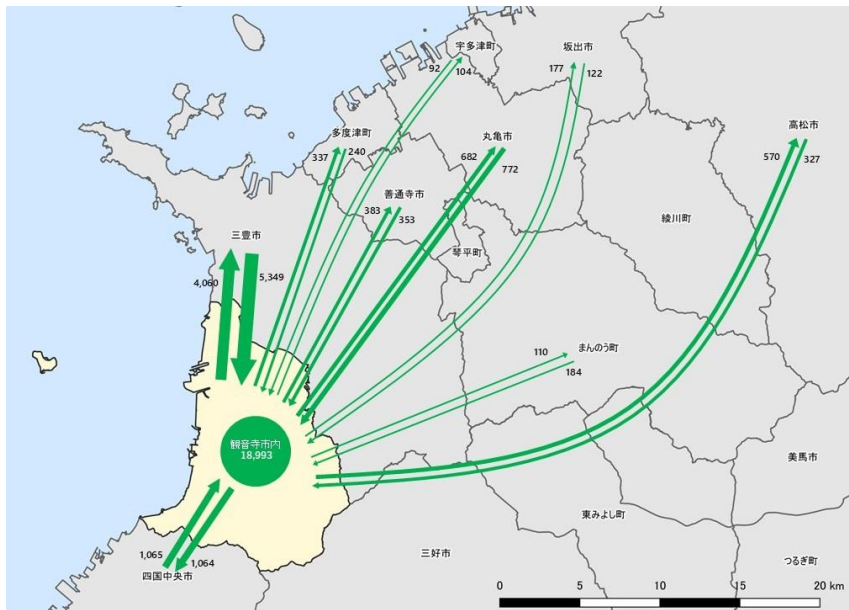 宇多津町
92
104
坂出市
177
122
多度津町
337
240
丸亀市
682
772
高松市
570
327
善通寺市
383
353
綾川町
三豊市
4,060
5,349
琴平町
まんのう町
110
184
観音寺市内
18,993
美馬市
東みよし町
三好市
つるぎ町
1,065
1,064
四国中央市
0
5
10
15
20 km